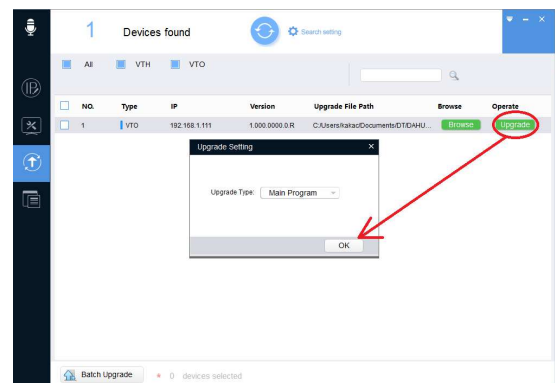 1 Devices found
Search setting
All VTH VTO
NO. Type IP Version Upgrade File Path Browse Operate
1 VTO 192.168.1.111 1.000.0000.0.R C:/Users/kakac/Documents/DT/DAHU... Browse Upgrade
Upgrade Setting
Upgrade Type: Main Program
OK
Batch Upgrade 0 devices selected